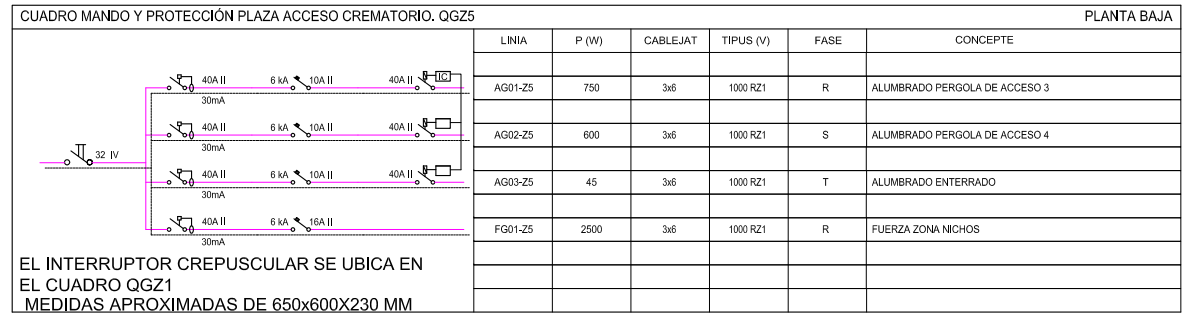 CUADRO MANDO Y PROTECCIÓN PLAZA ACCESO CREMATORIO. QGZ5 PLANTA BAJA
LINIA P (W) CABLEJAT TIPUS (V) FASE CONCEPTE
40A II 6 kA 10A II 40A II IC
30mA
AG01-Z5 750 3x6 1000 RZ1 R ALUMBRADO PERGOLA DE ACCESO 3
40A II 6 kA 10A II 40A II
30mA
AG02-Z5 600 3x6 1000 RZ1 S ALUMBRADO PERGOLA DE ACCESO 4
32 IV
40A II 6 kA 10A II 40A II
30mA
AG03-Z5 45 3x6 1000 RZ1 T ALUMBRADO ENTERRADO
40A II 6 kA 16A II
30mA
FG01-Z5 2500 3x6 1000 RZ1 R FUERZA ZONA NICHOS
EL INTERRUPTOR CREPUSCULAR SE UBICA EN
EL CUADRO QGZ1
MEDIDAS APROXIMADAS DE 650x600X230 MM